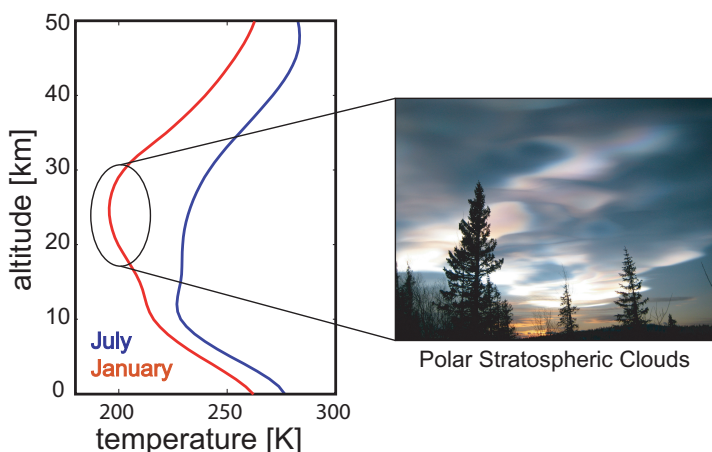 50
40
30
20
10
0
altitude [km]
July
January
200
250
300
temperature [K]
Polar Stratospheric Clouds